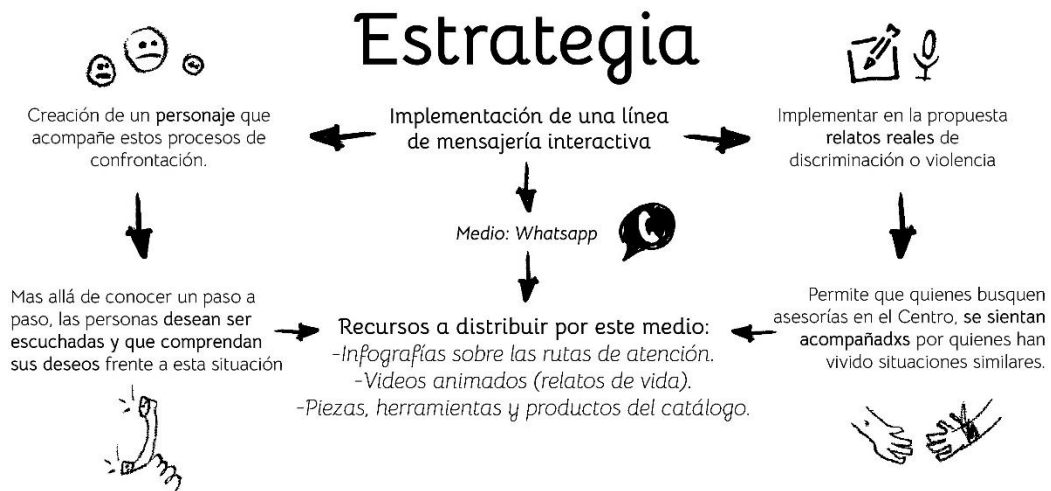 Estrategia
Creación de un personaje que
acompañe estos procesos de
confrontación.
Implementación de una línea
de mensajería interactiva
Implementar en la propuesta
relatos reales de
discriminación o violencia
Medio: Whatsapp
Mas allá de conocer un paso a
paso, las personas desean ser
escuchadas y que comprendan
sus deseos frente a esta situación
Recursos a distribuir por este medio:
-Infografías sobre las rutas de atención.
-Videos animados (relatos de vida).
-Piezas, herramientas y productos del catálogo.
Permite que quienes busquen
asesorías en el Centro, se sientan
acompañadxs por quienes han
vivido situaciones similares.